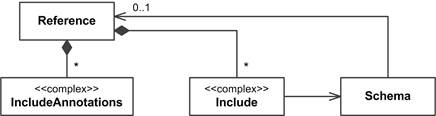 Reference
0..1
*
*
<<complex>>
IncludeAnnotations
<<complex>>
Include
Schema